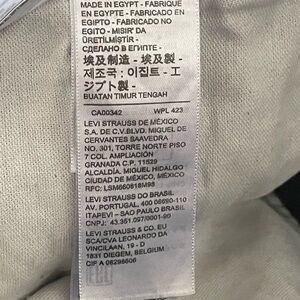 MADE IN EGYPT - FABRIQUE
EN EGYPTE - FABRICADO EN
EGIPTO - FABRICADO NO
EGITO - MISIR'DA
ÜRETİLMİŞTİR -
СДЕЛАНО В ЕГИПТЕ -
埃及制造 - 埃及製 -
제조국 : 이집트 - エ
ジプト製 -
BUATAN TIMUR TENGAH
CA00342 WPL 423
LEVI STRAUSS DE MÉXICO
S.A. DE C.V. BLVD. MIGUEL DE
CERVANTES SAAVEDRA
NO. 301, TORRE NORTE PISO
7 COL. AMPLIACIÓN
GRANADA C.P. 11529
ALCALDÍA. MIGUEL HIDALGO
CIUDAD DE MÉXICO, MÉXICO
RFC: LSM660818M98
LEVI STRAUSS DO BRASIL
AV. PORTUGAL, 400 06690-110
ITAPEVI – SAO PAULO BRASIL
CNPJ: 43.351.097/0001-90
LEVI STRAUSS & CO. EU
SCA/CVA LEONARDO DA
VINCILAAN, 19 - D
1831 DIEGEM, BELGIUM
CIF A 08298606